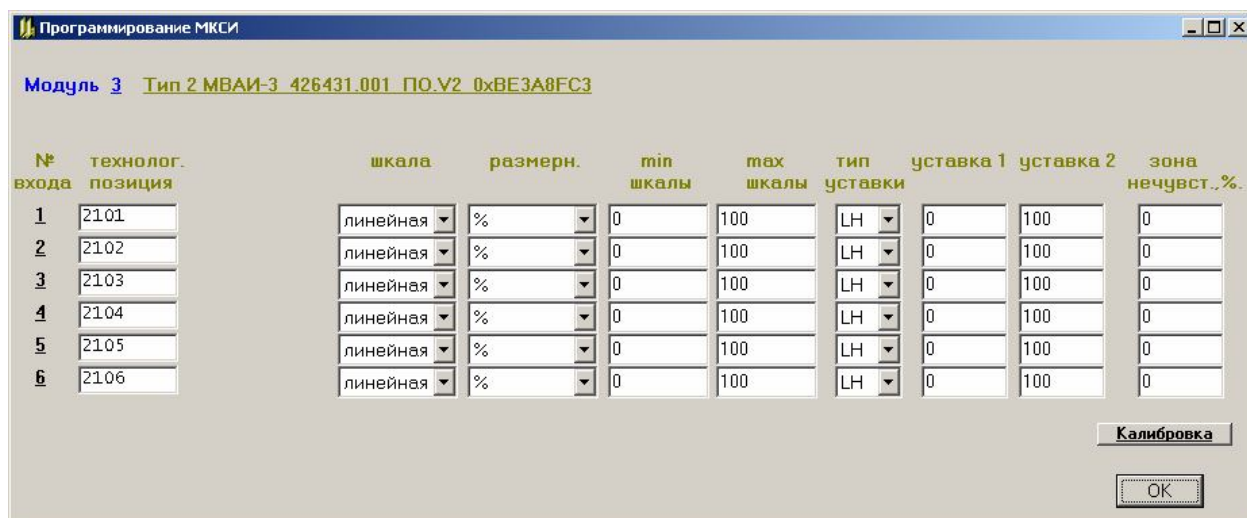 Программирование МКСИ
Модуль 3 Тип 2 МВАИ-3 426431.001 ПО.V2 0xBE3A8FC3
№ технолог. шкала размерн. min max тип уставка 1 уставка 2 зона
входа позиция шкалы шкалы уставки нечувст.,%.
1 2101 линейная % 0 100 LH 0 100 0
2 2102 линейная % 0 100 LH 0 100 0
3 2103 линейная % 0 100 LH 0 100 0
4 2104 линейная % 0 100 LH 0 100 0
5 2105 линейная % 0 100 LH 0 100 0
6 2106 линейная % 0 100 LH 0 100 0
Калибровка
OK